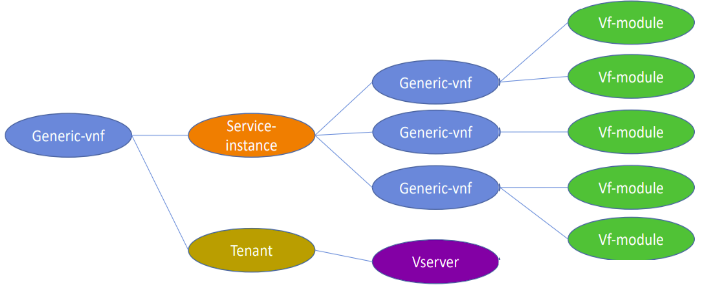 Generic-vnf
Service-
instance
Tenant
Generic-vnf
Generic-vnf
Generic-vnf
Vserver
Vf-module
Vf-module
Vf-module
Vf-module
Vf-module